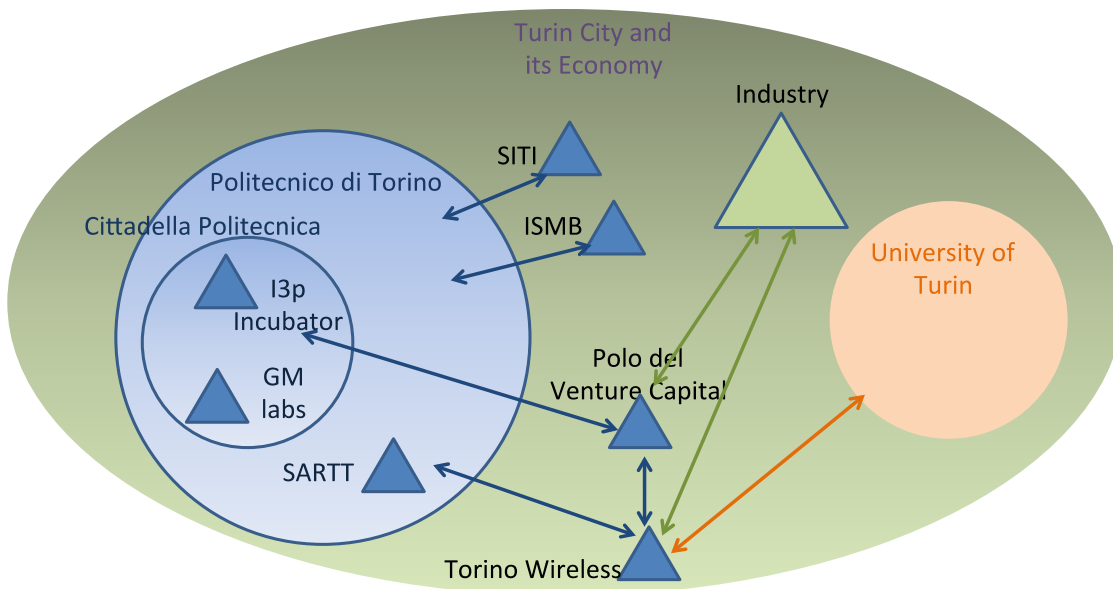 Turin City and
its Economy
Industry
SITI
Politecnico di Torino
Cittadella Politecnica
ISMB
University of
Turin
I3p
Incubator
Polo del
Venture Capital
GM
labs
SARTT
Torino Wireless